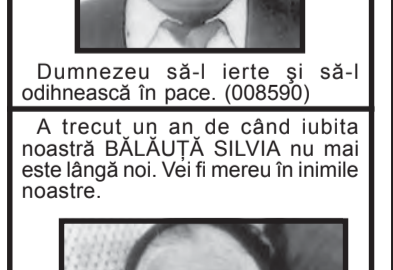 Dumnezeu să-l ierte şi să-l
odihnească în pace. (008590)
A trecut un an de când iubita
noastră BĂLĂUŢĂ SILVIA nu mai
este lângă noi. Vei fi mereu în inimile
noastre.